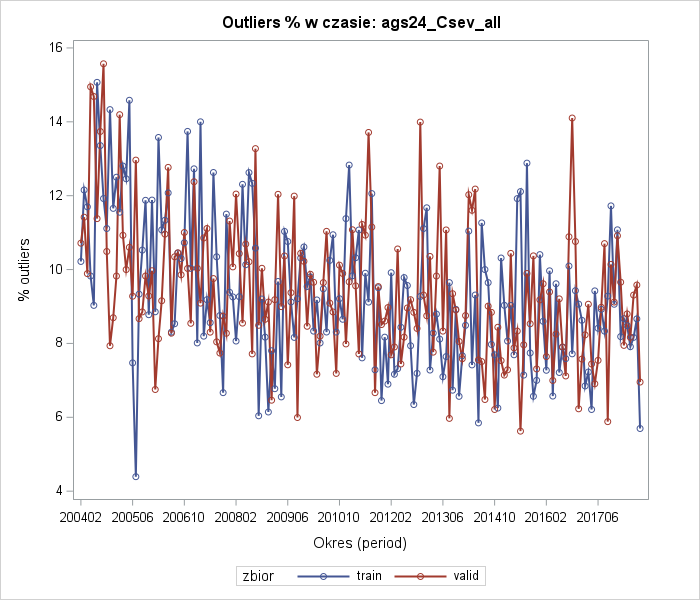 Outliers % w czasie: ags24_Csev_all
% outliers
16
14
12
10
8
6
4
200402 200506 200610 200802 200906 201010 201202 201306 201410 201602 201706
Okres (period)
zbior train valid